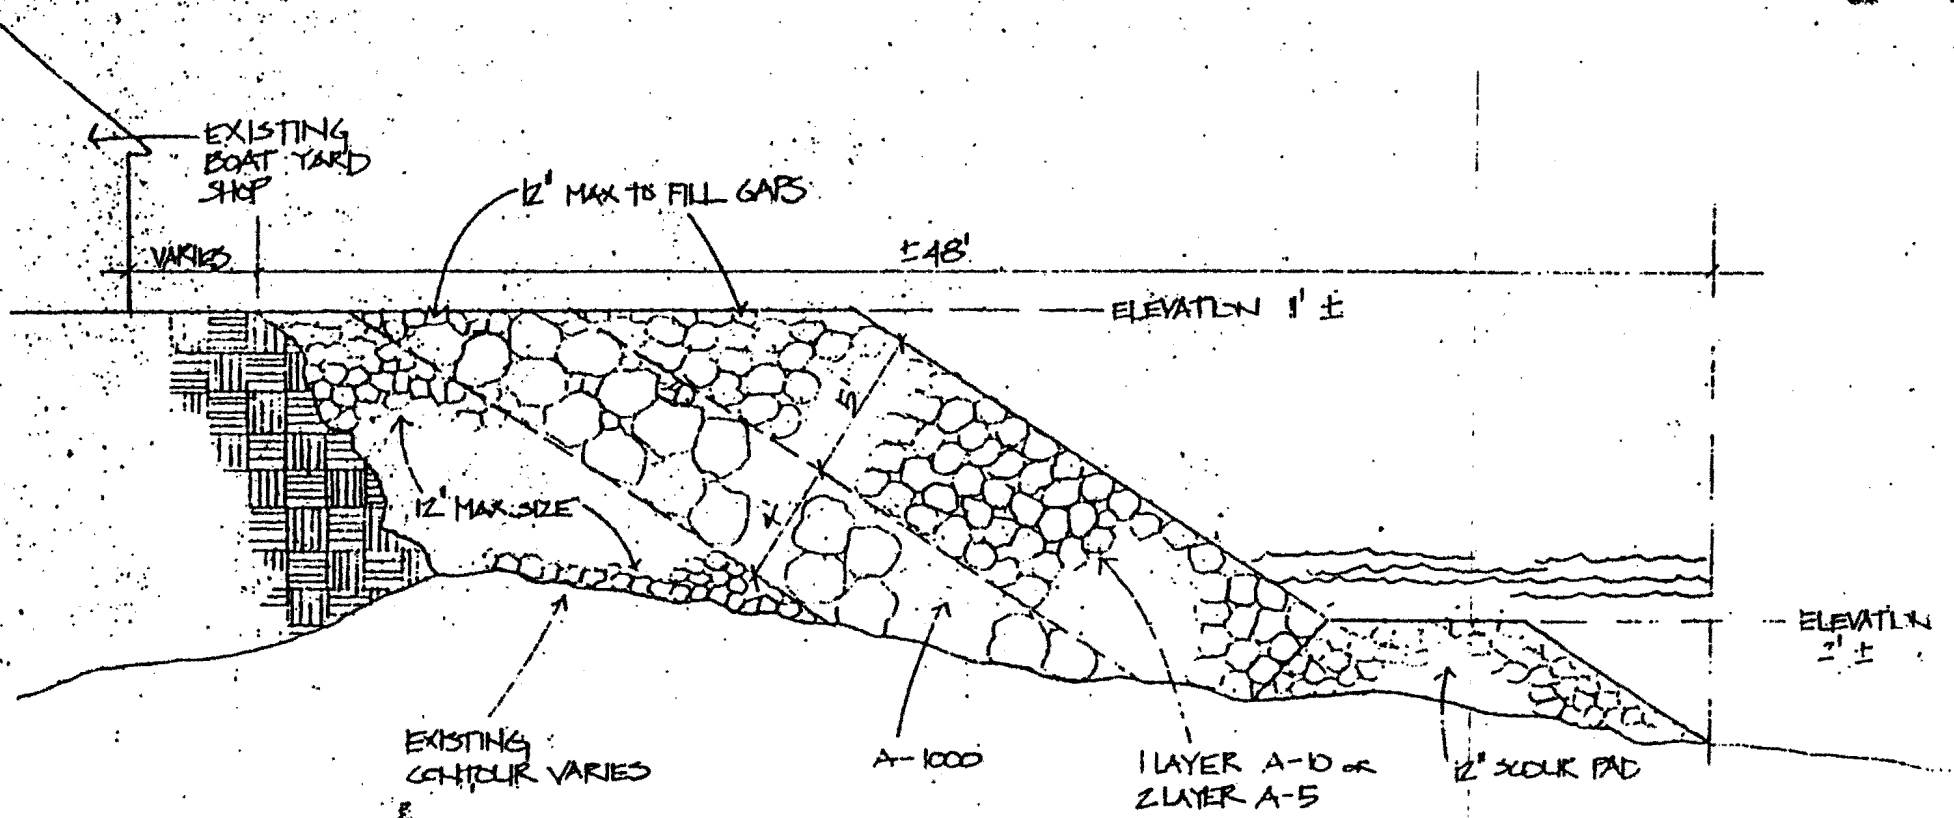 EXISTING
BOAT YARD
SHOP
12" MAX TO FILL GAPS
VARIES
±48'
ELEVATION ±
5'
12" MAX SIZE
ELEVATION
±
EXISTING
CONTOUR VARIES
A-1000
1 LAYER A-10 OR
2 LAYER A-5
12" SCOUR PAD